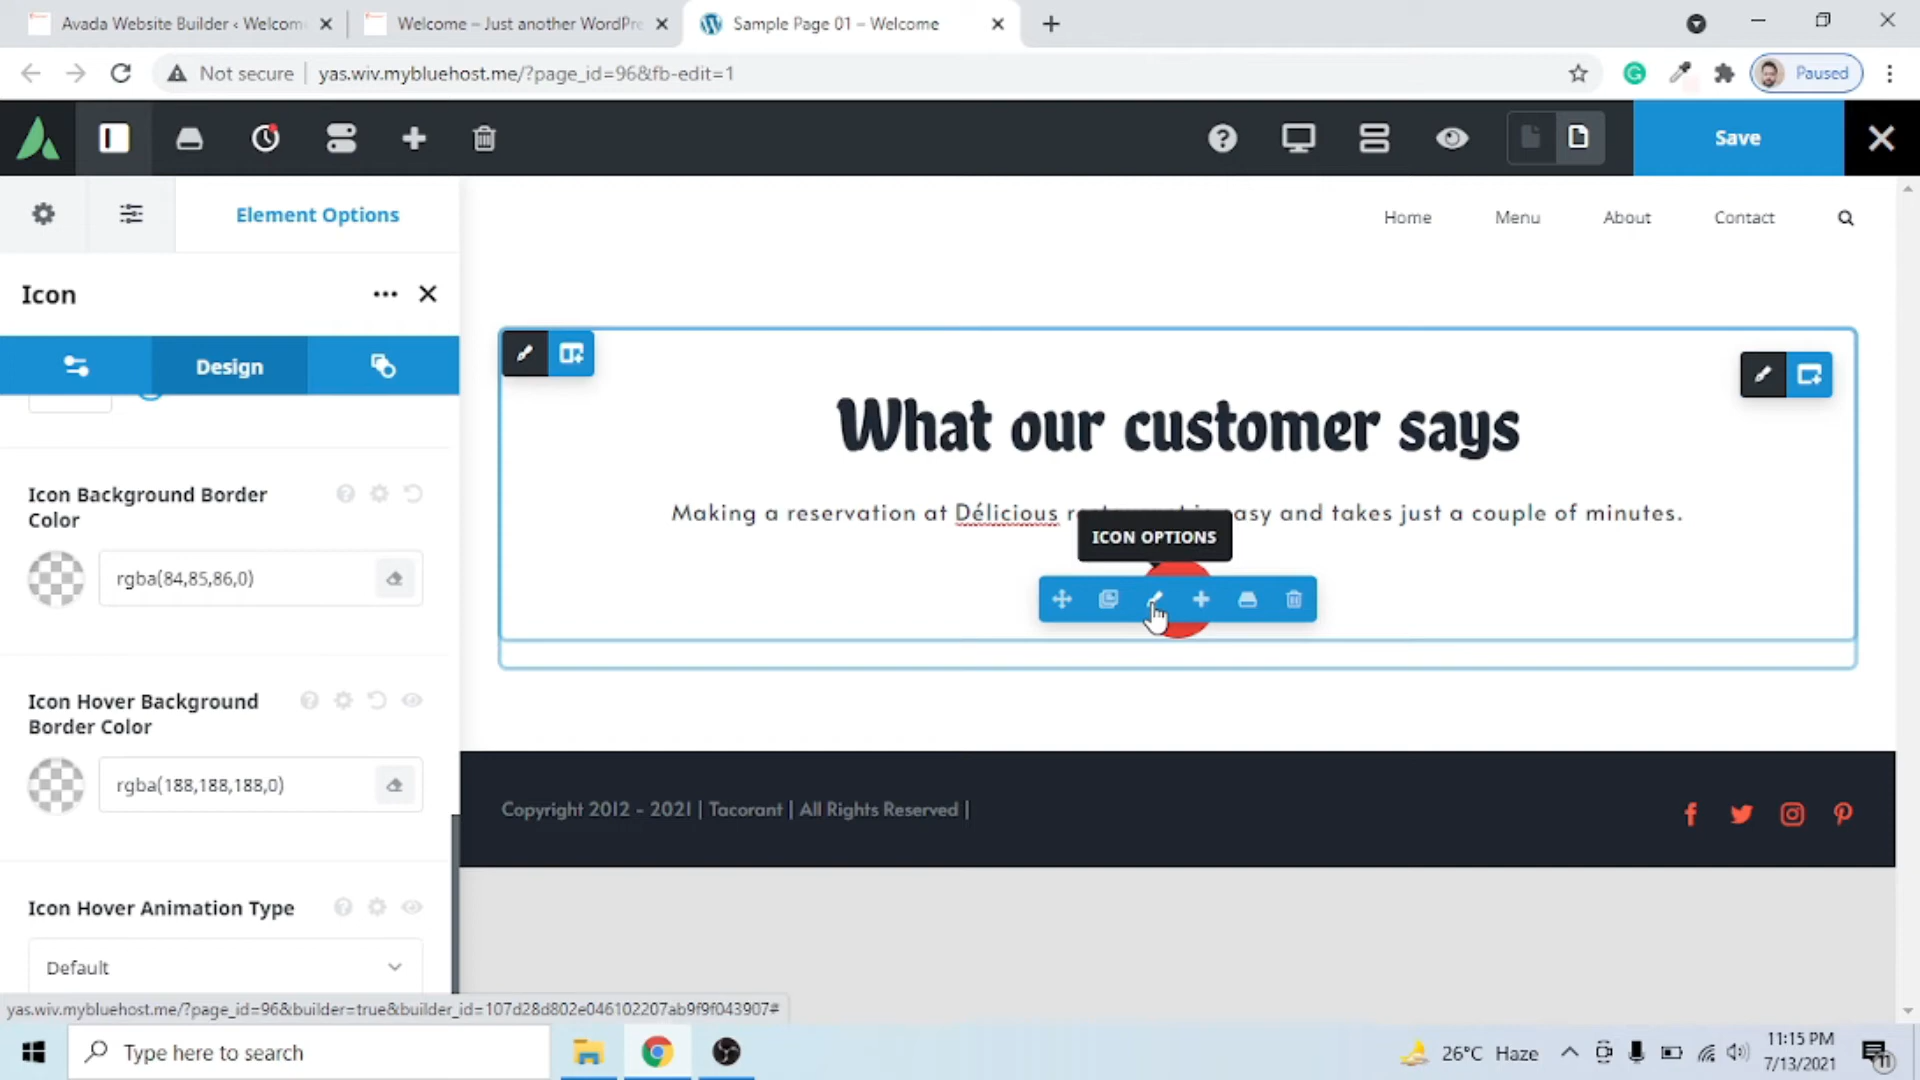 Avada Website Builder ‹ Welcom
Welcome – Just another WordPre
Sample Page 01 – Welcome
Not secure
yas.wiv.mybluehost.me/?page_id=96&fb-edit=1
Paused
Save
Element Options
Home
Menu
About
Contact
Icon
Design
What our customer says
Making a reservation at Délicious asy and takes just a couple of minutes.
ICON OPTIONS
Icon Background Border
Color
rgba(84,85,86,0)
Icon Hover Background
Border Color
rgba(188,188,188,0)
Copyright 2012 - 2021 | Tacorant | All Rights Reserved |
Icon Hover Animation Type
Default
yas.wiv.mybluehost.me/?page_id=96&builder=true&builder_id=107d28d802e046102207ab9f9f043907#
Type here to search
26°C Haze
11:15 PM
7/13/2021
11